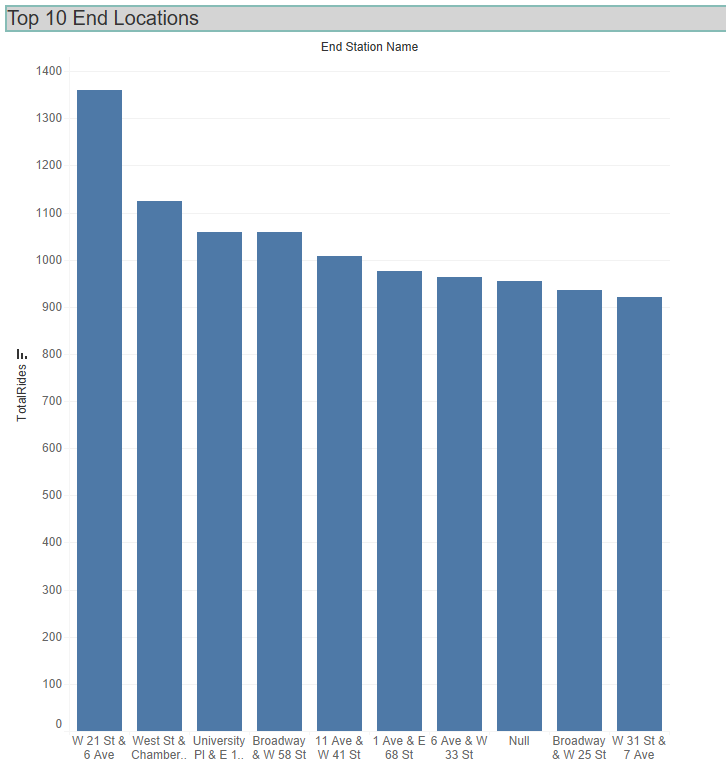 Top 10 End Locations
End Station Name
1400
1300
1200
1100
1000
900
800
700
600
500
400
300
200
100
0
TotalRides
W 21 St &
6 Ave
West St &
Chamber..
University
Pl & E 1..
Broadway
& W 58 St
11 Ave &
W 41 St
1 Ave & E
68 St
6 Ave & W
33 St
Null
Broadway
& W 25 St
W 31 St &
7 Ave